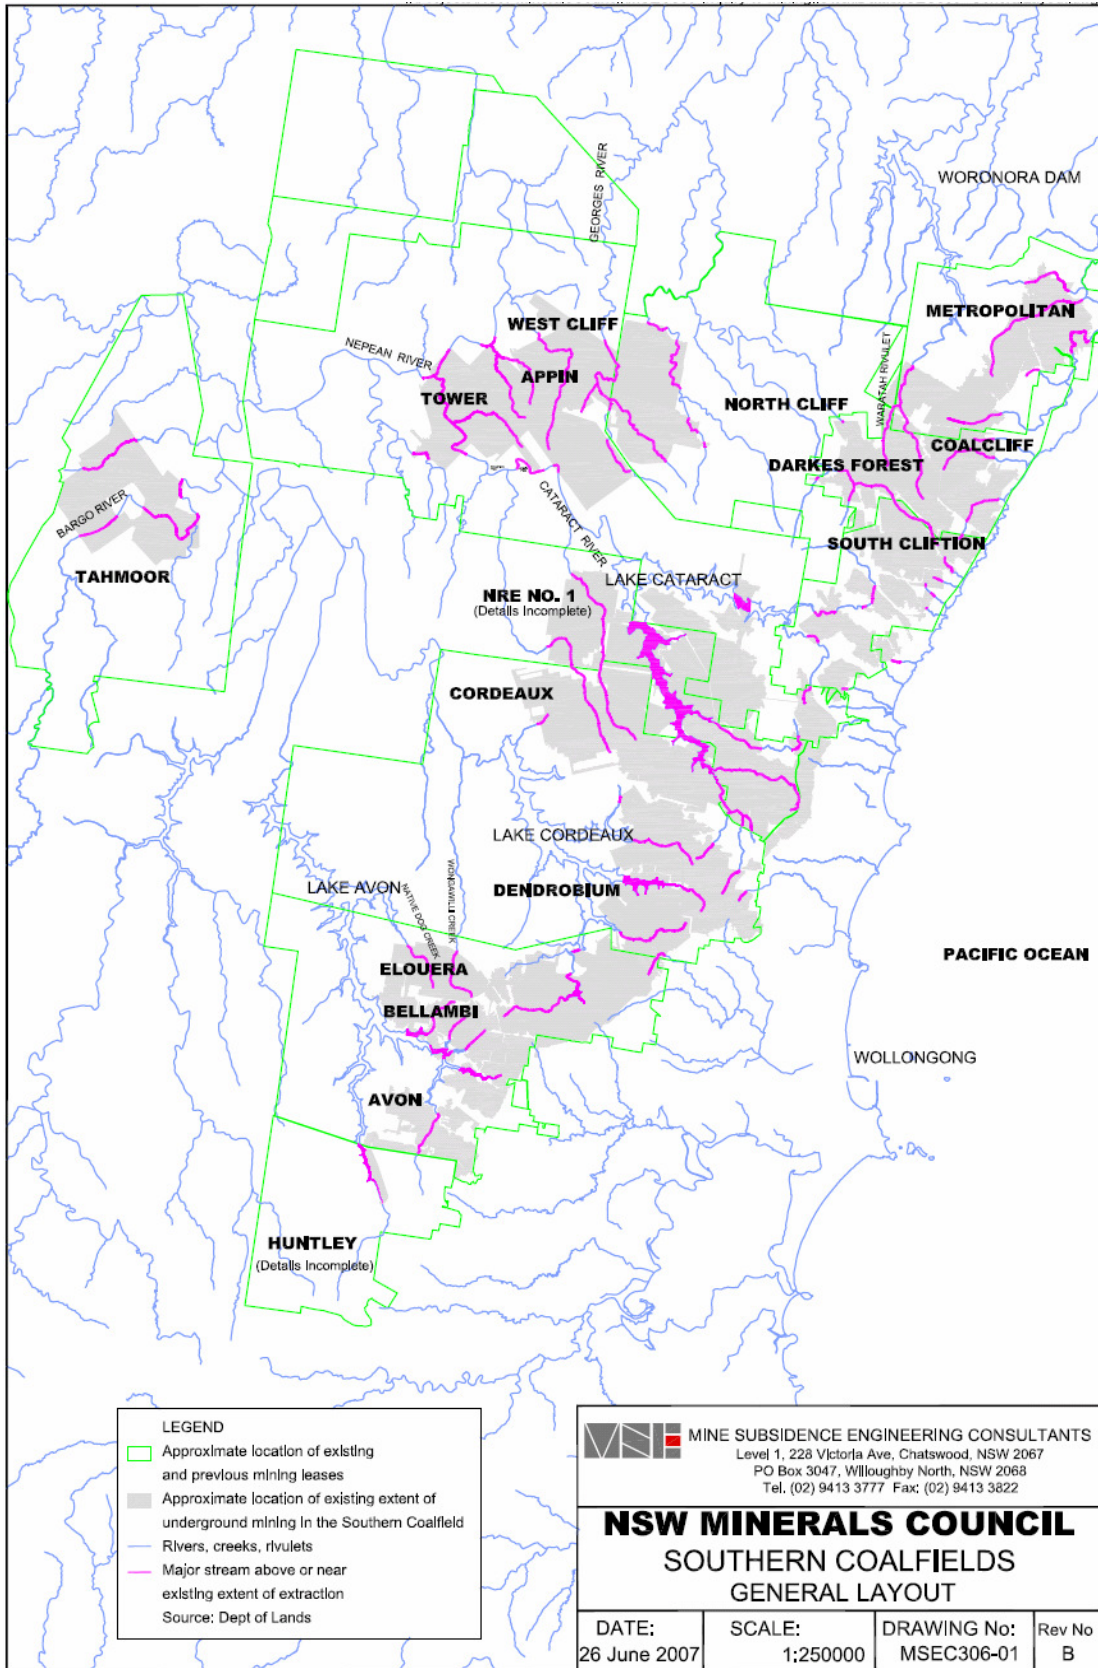 GEORGES RIVER
WORONORA DAM
METROPOLITAN
WEST CLIFF
NEPEAN RIVER
WARATAH RIVULET
APPIN
TOWER
NORTH CLIFF
COALCLIFF
DARKES FOREST
BARGO RIVER
CATARACT RIVER
SOUTH CLIFTION
TAHMOOR
LAKE CATARACT
NRE NO. 1
(Details Incomplete)
CORDEAUX
LAKE CORDEAUX
WONGAWILLI CREEK
LAKE AVON
NATIVE DOG CREEK
DENDROBIUM
PACIFIC OCEAN
ELOUERA
BELLAMBI
WOLLONGONG
AVON
HUNTLEY
(Details Incomplete)
LEGEND
Approximate location of existing
and previous mining leases
Approximate location of existing extent of
underground mining in the Southern Coalfield
Rivers, creeks, rivulets
Major stream above or near
existing extent of extraction
Source: Dept of Lands
MSE
MINE SUBSIDENCE ENGINEERING CONSULTANTS
Level 1, 228 Victoria Ave, Chatswood, NSW 2067
PO Box 3047, Willoughby North, NSW 2068
Tel. (02) 9413 3777 Fax: (02) 9413 3822
NSW MINERALS COUNCIL
SOUTHERN COALFIELDS
GENERAL LAYOUT
DATE:
26 June 2007
SCALE:
1:250000
DRAWING No:
MSEC306-01
Rev No
B